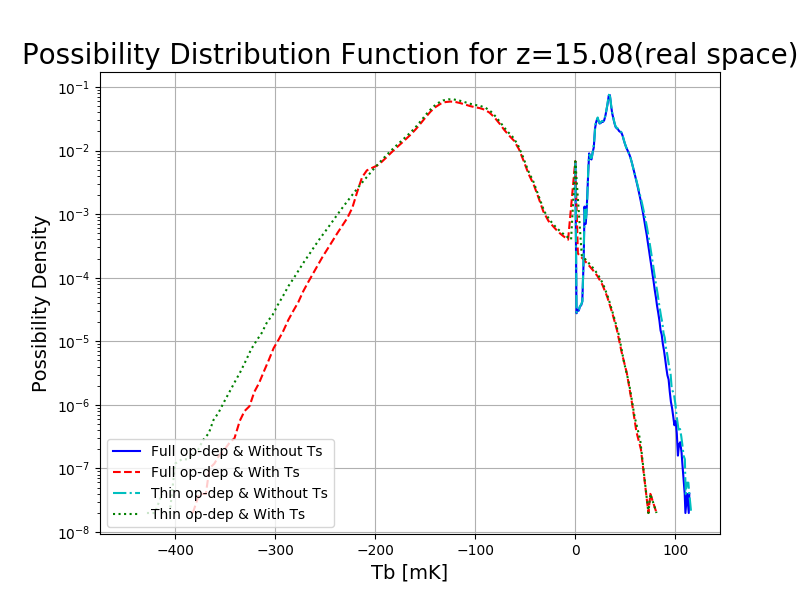 Possibility Distribution Function for z=15.08(real space)
Possibility Density
10⁻¹
10⁻²
10⁻³
10⁻⁴
10⁻⁵
10⁻⁶
10⁻⁷
10⁻⁸
Full op-dep & Without Ts
Full op-dep & With Ts
Thin op-dep & Without Ts
Thin op-dep & With Ts
−400 −300 −200 −100 0 100
Tb [mK]